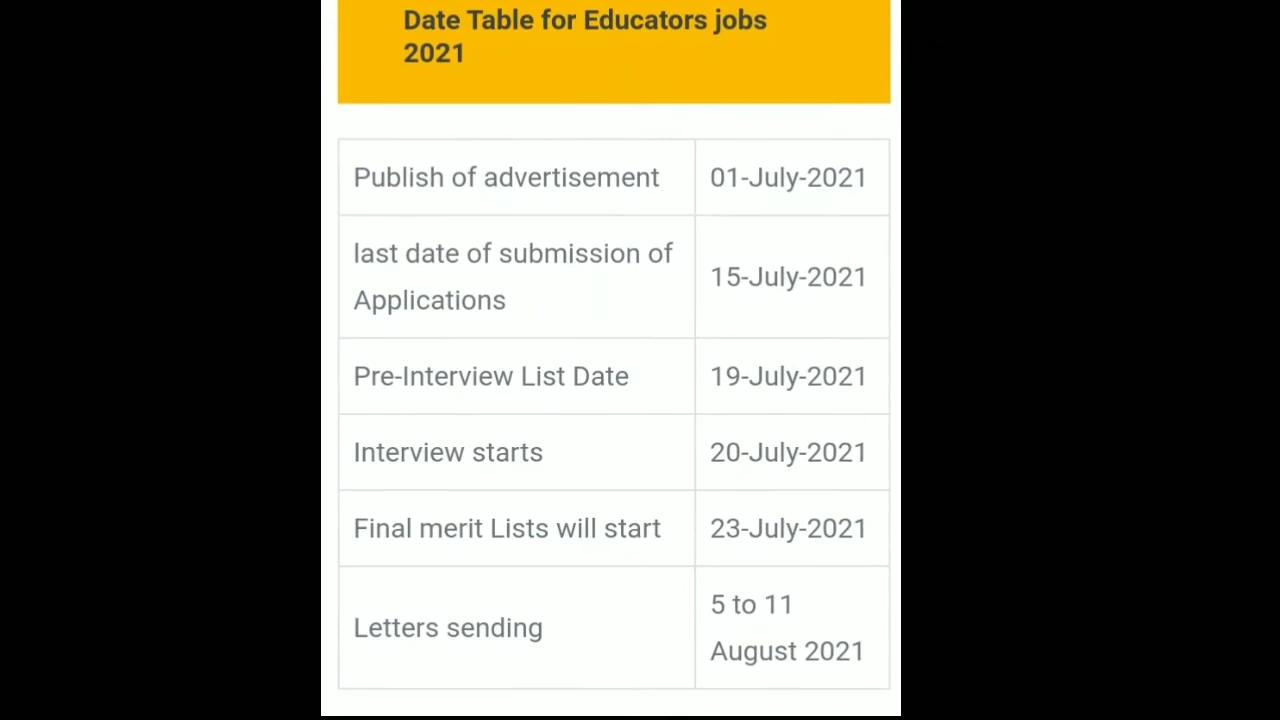 Date Table for Educators jobs
2021
Publish of advertisement 01-July-2021
last date of submission of
Applications 15-July-2021
Pre-Interview List Date 19-July-2021
Interview starts 20-July-2021
Final merit Lists will start 23-July-2021
Letters sending 5 to 11
August 2021